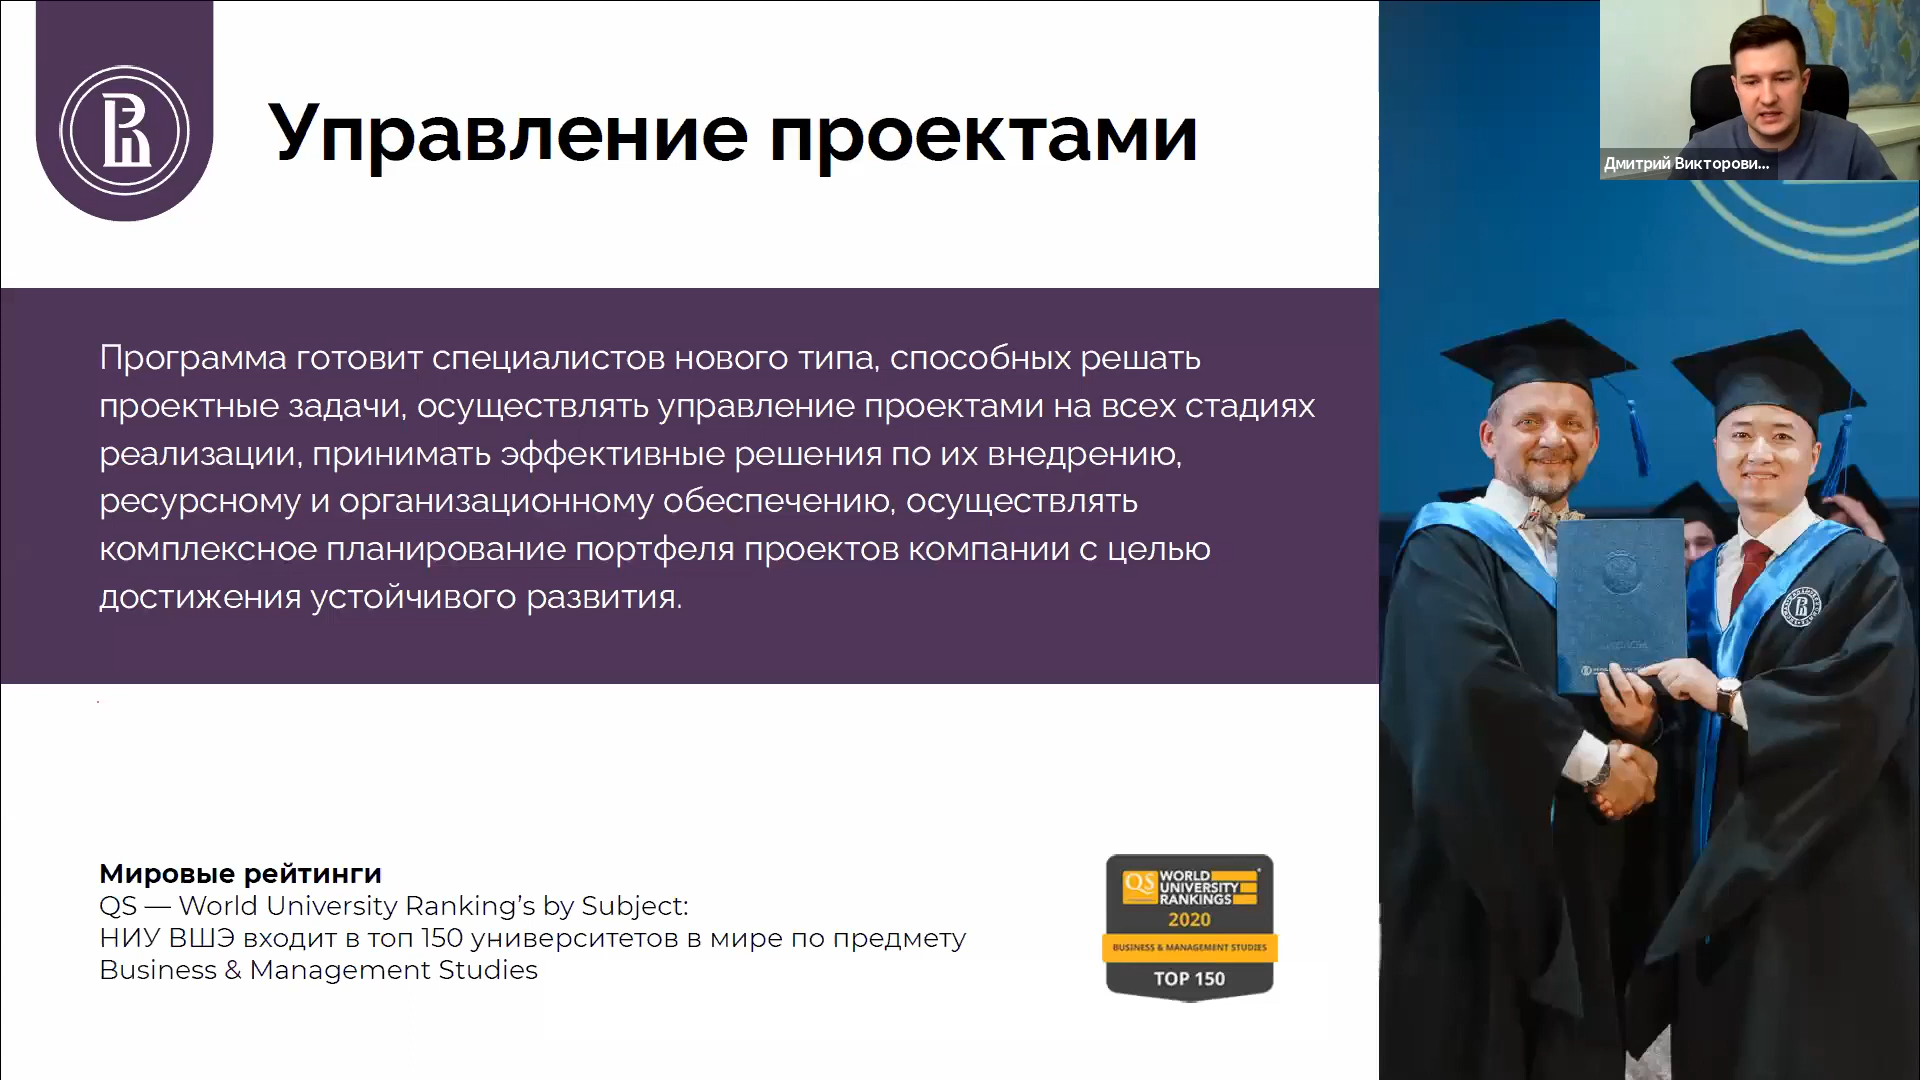 Управление проектами
Дмитрий Викторови...
Программа готовит специалистов нового типа, способных решать
проектные задачи, осуществлять управление проектами на всех стадиях
реализации, принимать эффективные решения по их внедрению,
ресурсному и организационному обеспечению, осуществлять
комплексное планирование портфеля проектов компании с целью
достижения устойчивого развития.
Мировые рейтинги
QS — World University Ranking’s by Subject:
НИУ ВШЭ входит в топ 150 университетов в мире по предмету
Business & Management Studies
QS WORLD
UNIVERSITY
RANKINGS
2020
BUSINESS & MANAGEMENT STUDIES
TOP 150